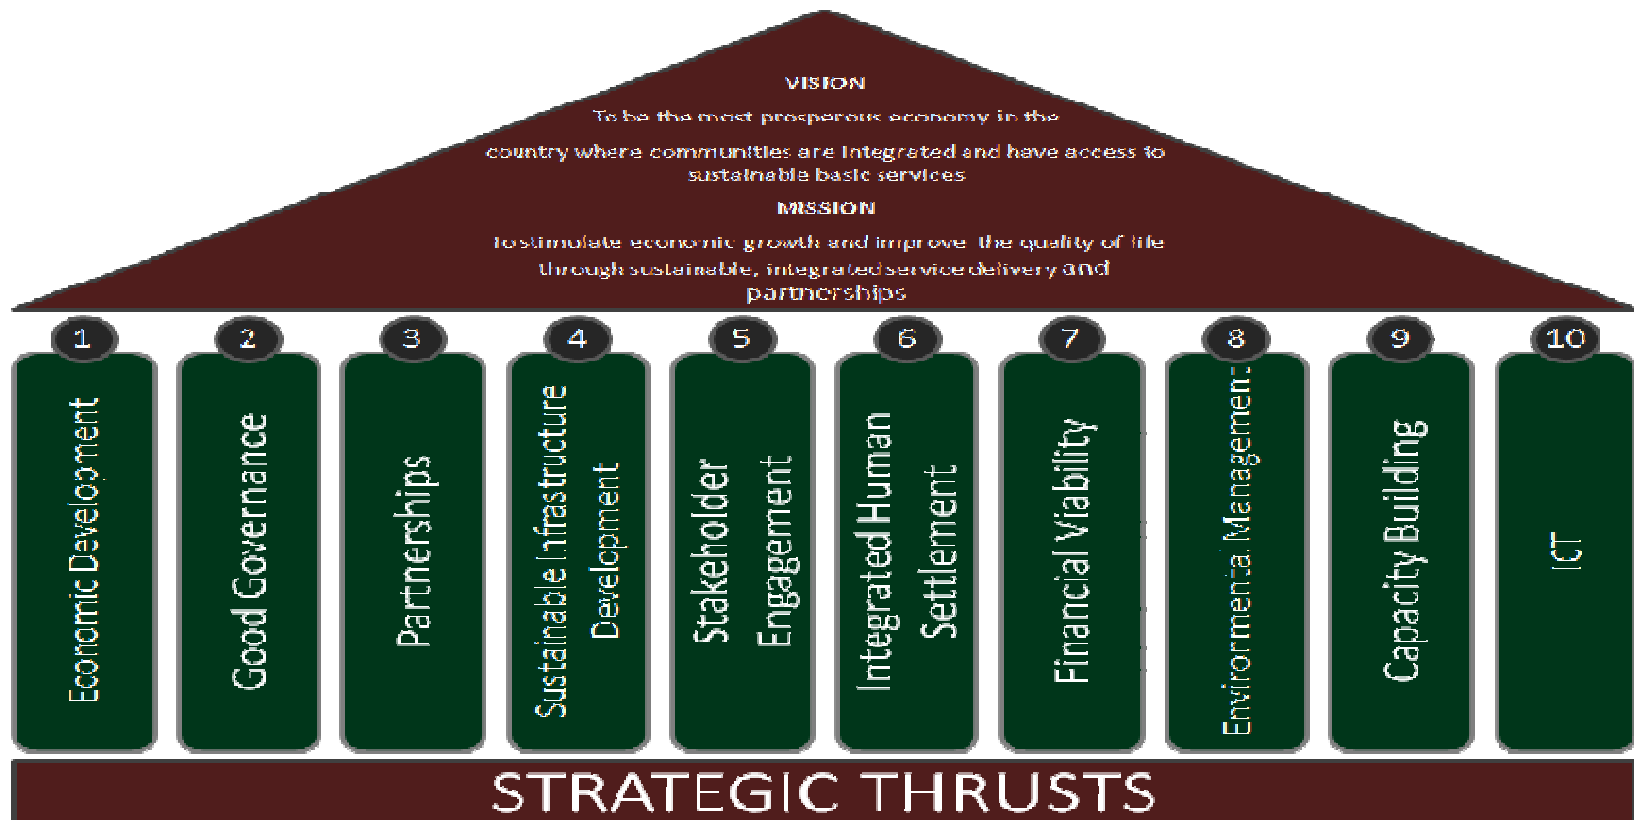 VISION
To be the most prosperous economy in the
country where communities are integrated and have access to
sustainable basic services
MISSION
To stimulate economic growth and improve the quality of life
through sustainable, integrated service delivery and
partnerships
1
2
3
4
5
6
7
8
9
10
Economic Development
Good Governance
Partnerships
Sustainable Infrastructure
Development
Stakeholder
Engagement
Integrated Human
Settlement
Financial Viability
Environmental Management
Capacity Building
ICT
STRATEGIC THRUSTS